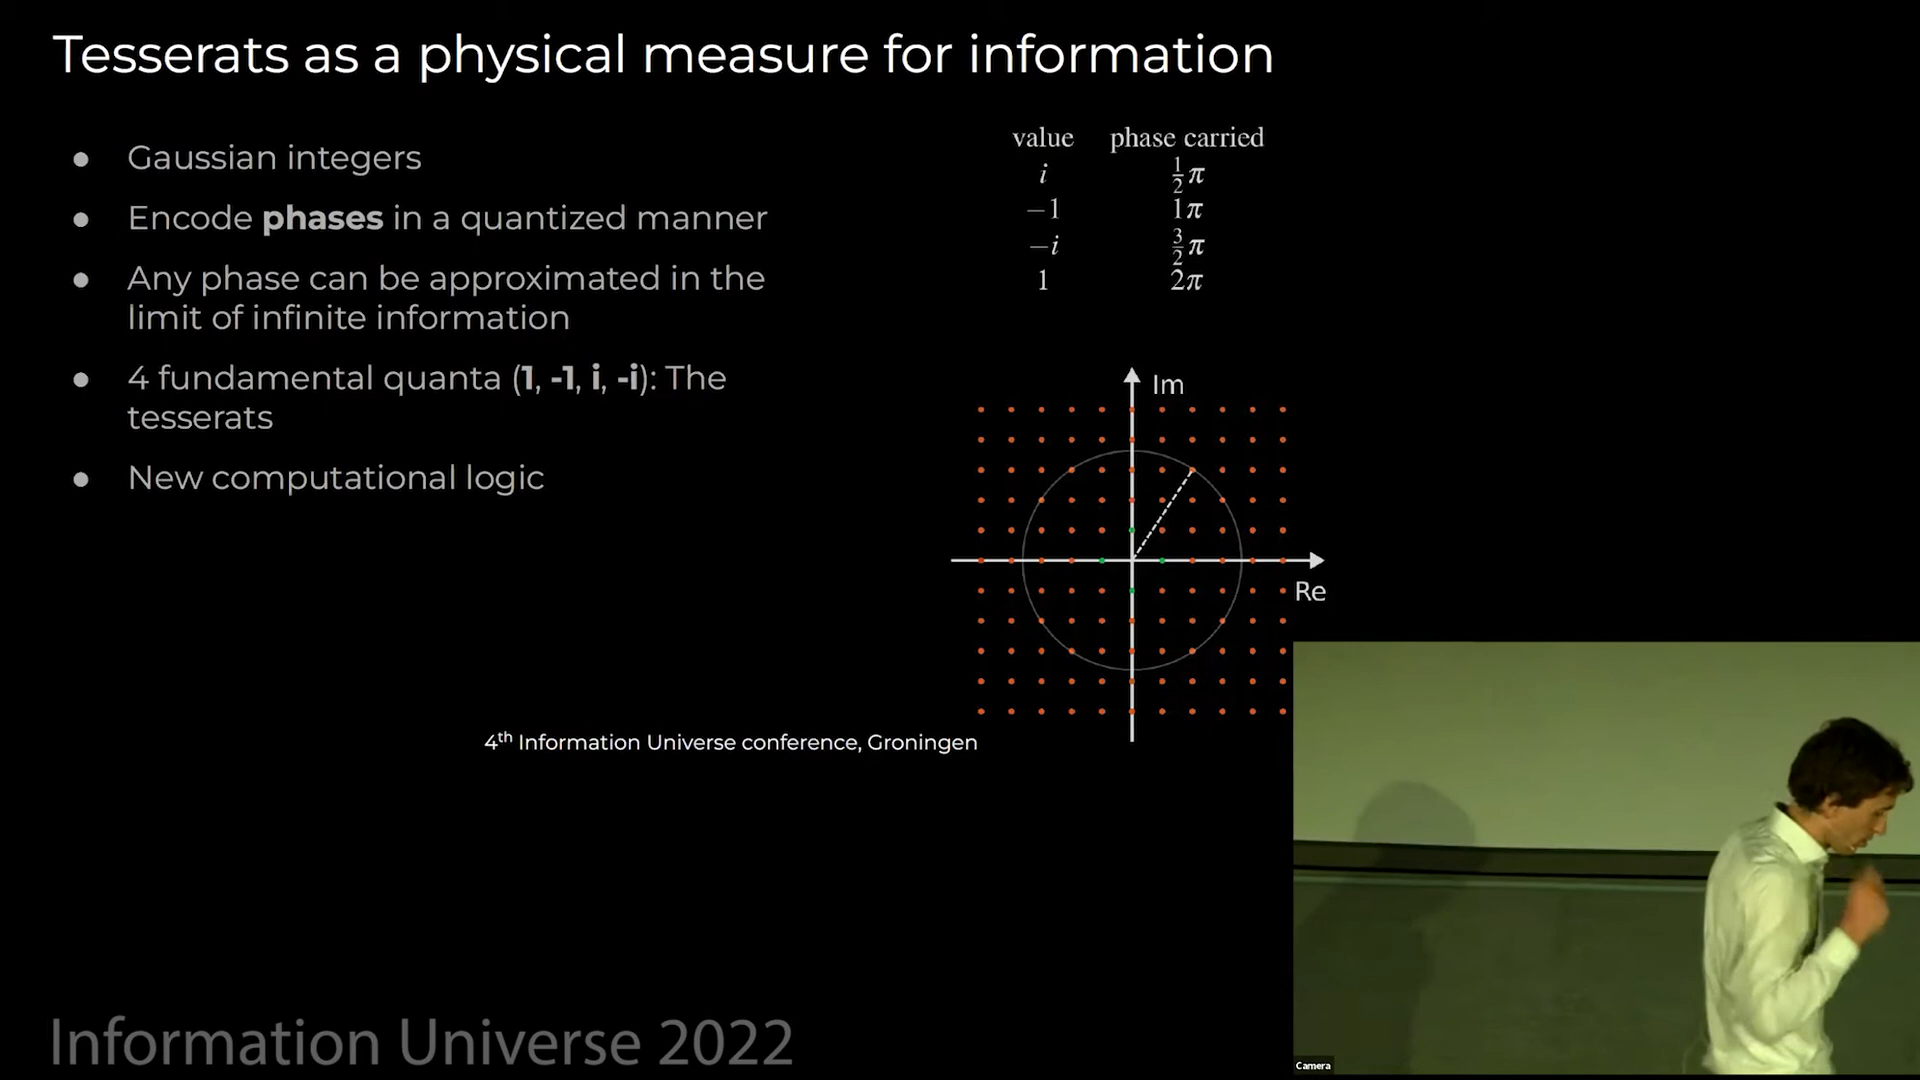 Tesserats as a physical measure for information
● Gaussian integers
● Encode phases in a quantized manner
● Any phase can be approximated in the
limit of infinite information
● 4 fundamental quanta (1, -1, i, -i): The
tesserats
● New computational logic
value phase carried
i ½π
−1 1π
−i 3/2π
1 2π
Im
Re
4th Information Universe conference, Groningen
Information Universe 2022
Camera